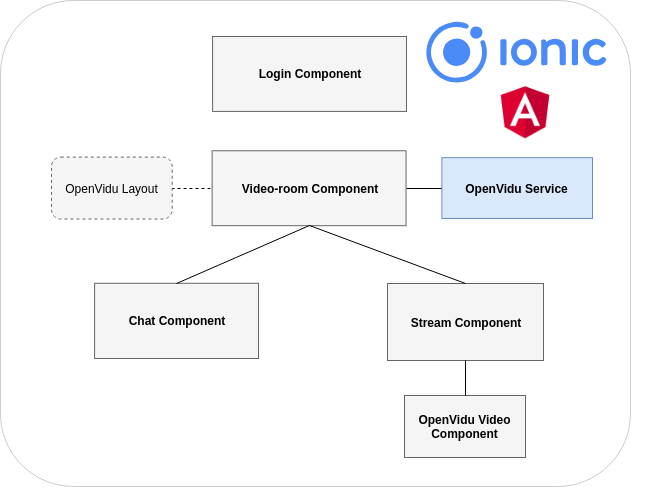 ionic
Login Component
A
OpenVidu Layout
Video-room Component
OpenVidu Service
Chat Component
Stream Component
OpenVidu Video
Component